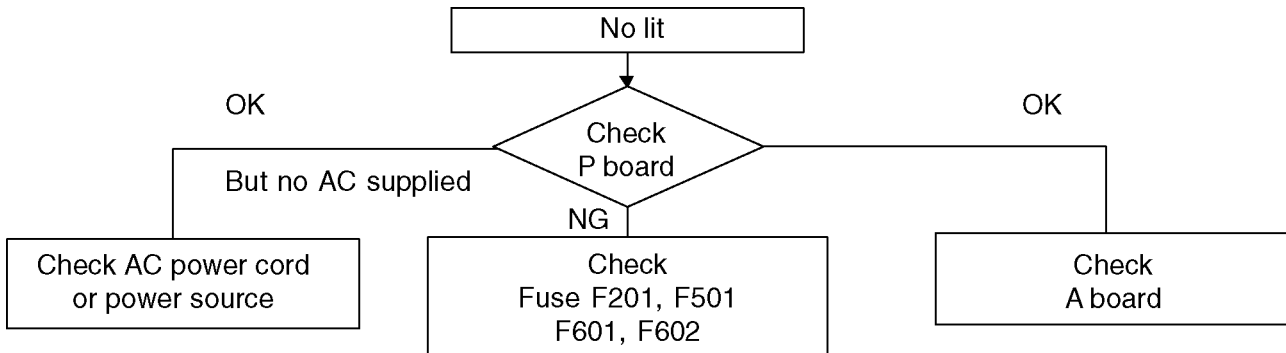 No lit
OK
OK
Check
P board
But no AC supplied
NG
Check AC power cord
or power source
Check
Fuse F201, F501
F601, F602
Check
A board